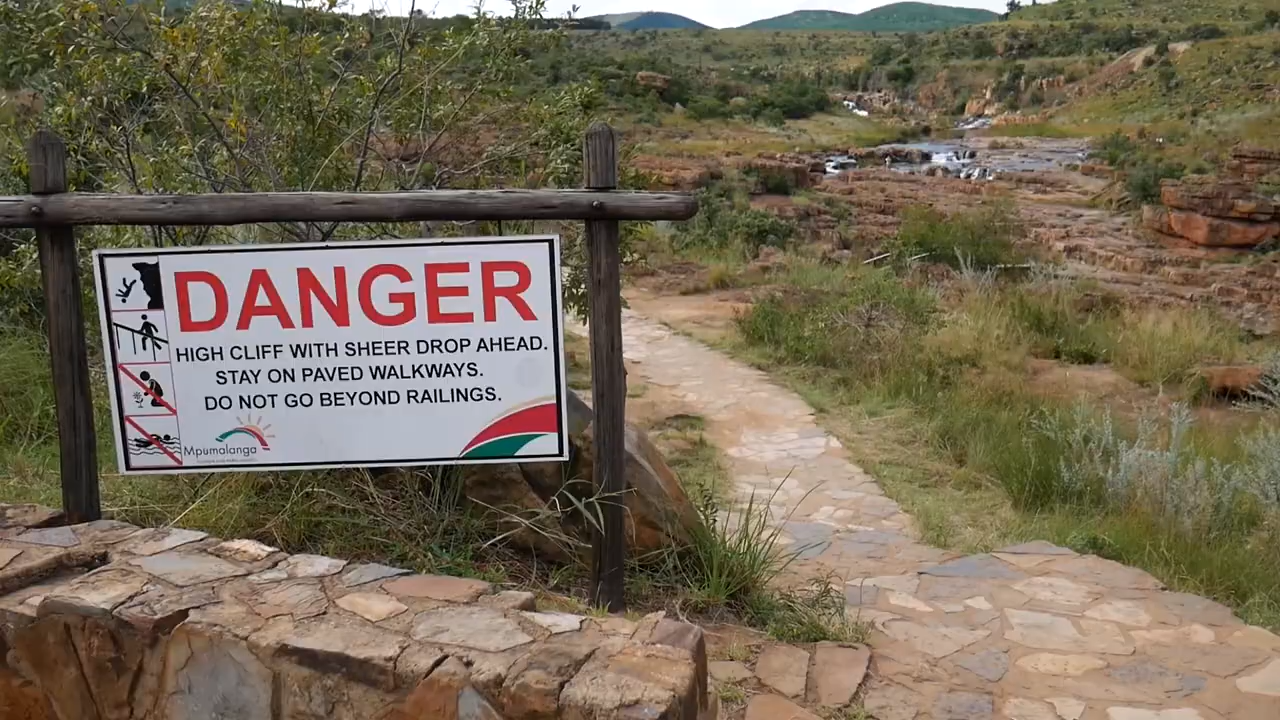 DANGER
HIGH CLIFF WITH SHEER DROP AHEAD.
STAY ON PAVED WALKWAYS.
DO NOT GO BEYOND RAILINGS.
Mpumalanga